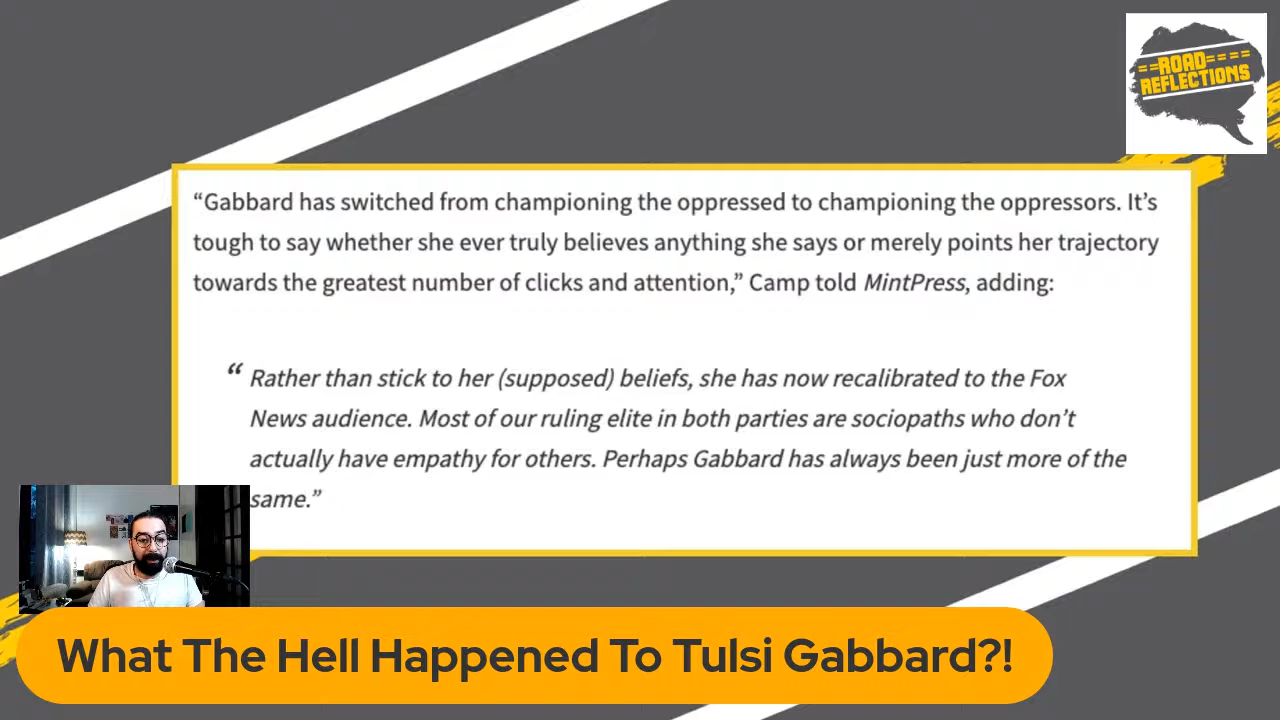 ==ROAD====
REFLECTIONS
“Gabbard has switched from championing the oppressed to championing the oppressors. It’s
tough to say whether she ever truly believes anything she says or merely points her trajectory
towards the greatest number of clicks and attention,” Camp told MintPress, adding:
“ Rather than stick to her (supposed) beliefs, she has now recalibrated to the Fox
News audience. Most of our ruling elite in both parties are sociopaths who don’t
actually have empathy for others. Perhaps Gabbard has always been just more of the
same.”
What The Hell Happened To Tulsi Gabbard?!